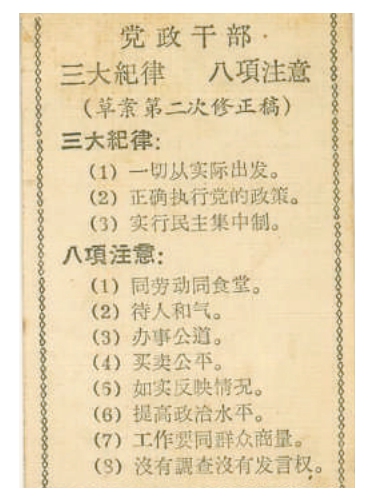 党政干部
三大紀律 八項注意
(草案第二次修正稿)
三大紀律:
(1) 一切从实际出发。
(2) 正确执行党的政策。
(3) 实行民主集中制。
八項注意:
(1) 同劳动同食堂。
(2) 待人和气。
(3) 办事公道。
(4) 买卖公平。
(5) 如实反映情况。
(6) 提高政治水平。
(7) 工作要同群众商量。
(8) 沒有調查沒有发言权。